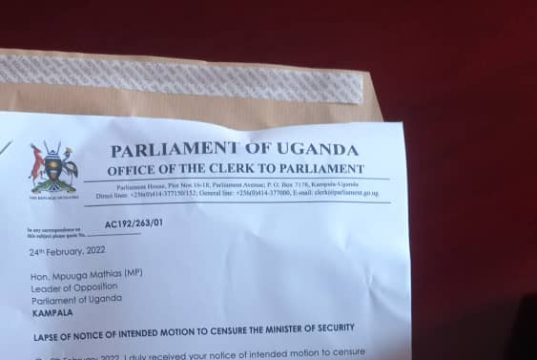 PARLIAMENT OF UGANDA
OFFICE OF THE CLERK TO PARLIAMENT
Parliament House, Plot Nos 16-18, Parliament Avenue, P. O. Box 7178, Kampala-Uganda
Direct lines: +256(0)414-377150/152; General line: +256(0)414-377000, E-mail: clerk@parliament.go.ug
THE REPUBLIC OF UGANDA
In any correspondence on
this subject please quote No. AC192/263/01
24th February, 2022
Hon. Mpuuga Mathias (MP)
Leader of Opposition
Parliament of Uganda
KAMPALA
LAPSE OF NOTICE OF INTENDED MOTION TO CENSURE THE MINISTER OF SECURITY
February 2022, I duly received your notice of intended motion to censure